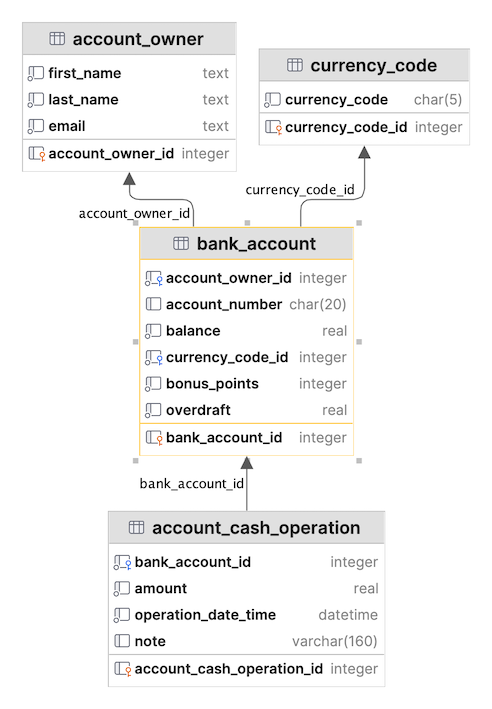 account_owner
first_name text
last_name text
email text
account_owner_id integer
currency_code
currency_code char(5)
currency_code_id integer
account_owner_id
currency_code_id
bank_account
account_owner_id integer
account_number char(20)
balance real
currency_code_id integer
bonus_points integer
overdraft real
bank_account_id integer
bank_account_id
account_cash_operation
bank_account_id integer
amount real
operation_date_time datetime
note varchar(160)
account_cash_operation_id integer